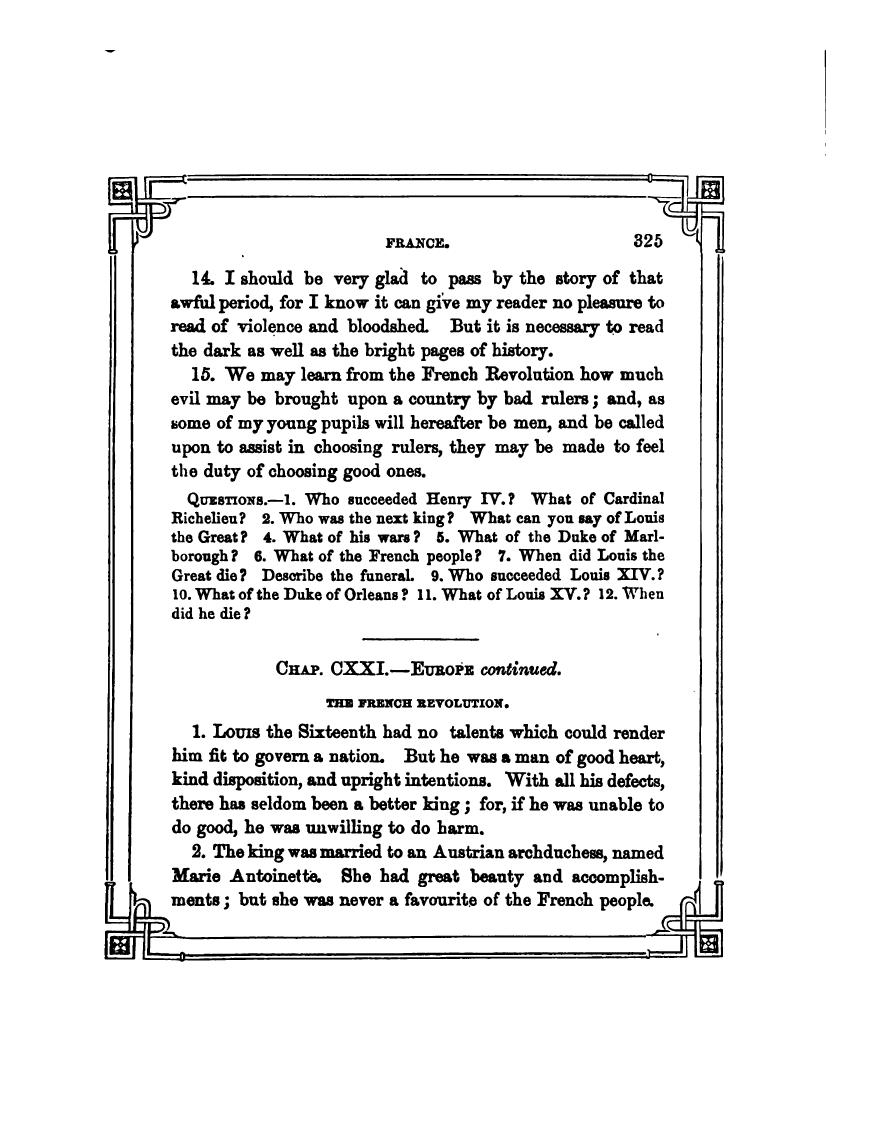 FRANCE. 325
14. I should be very glad to pass by the story of that
awful period, for I know it can give my reader no pleasure to
read of violence and bloodshed. But it is necessary to read
the dark as well as the bright pages of history.
15. We may learn from the French Revolution how much
evil may be brought upon a country by bad rulers; and, as
some of my young pupils will hereafter be men, and be called
upon to assist in choosing rulers, they may be made to feel
the duty of choosing good ones.
QUESTIONS.—1. Who succeeded Henry IV.? What of Cardinal
Richelieu? 2. Who was the next king? What can you say of Louis
the Great? 4. What of his wars? 5. What of the Duke of Marl-
borough? 6. What of the French people? 7. When did Louis the
Great die? Describe the funeral. 9. Who succeeded Louis XIV.?
10. What of the Duke of Orleans? 11. What of Louis XV.? 12. When
did he die?
CHAP. CXXI.—EUROPE continued.
THE FRENCH REVOLUTION.
1. LOUIS the Sixteenth had no talents which could render
him fit to govern a nation. But he was a man of good heart,
kind disposition, and upright intentions. With all his defects,
there has seldom been a better king; for, if he was unable to
do good, he was unwilling to do harm.
2. The king was married to an Austrian archduchess, named
Marie Antoinette. She had great beauty and accomplish-
ments; but she was never a favourite of the French people.